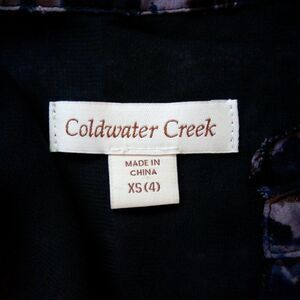 Coldwater Creek
MADE IN
CHINA
XS (4)